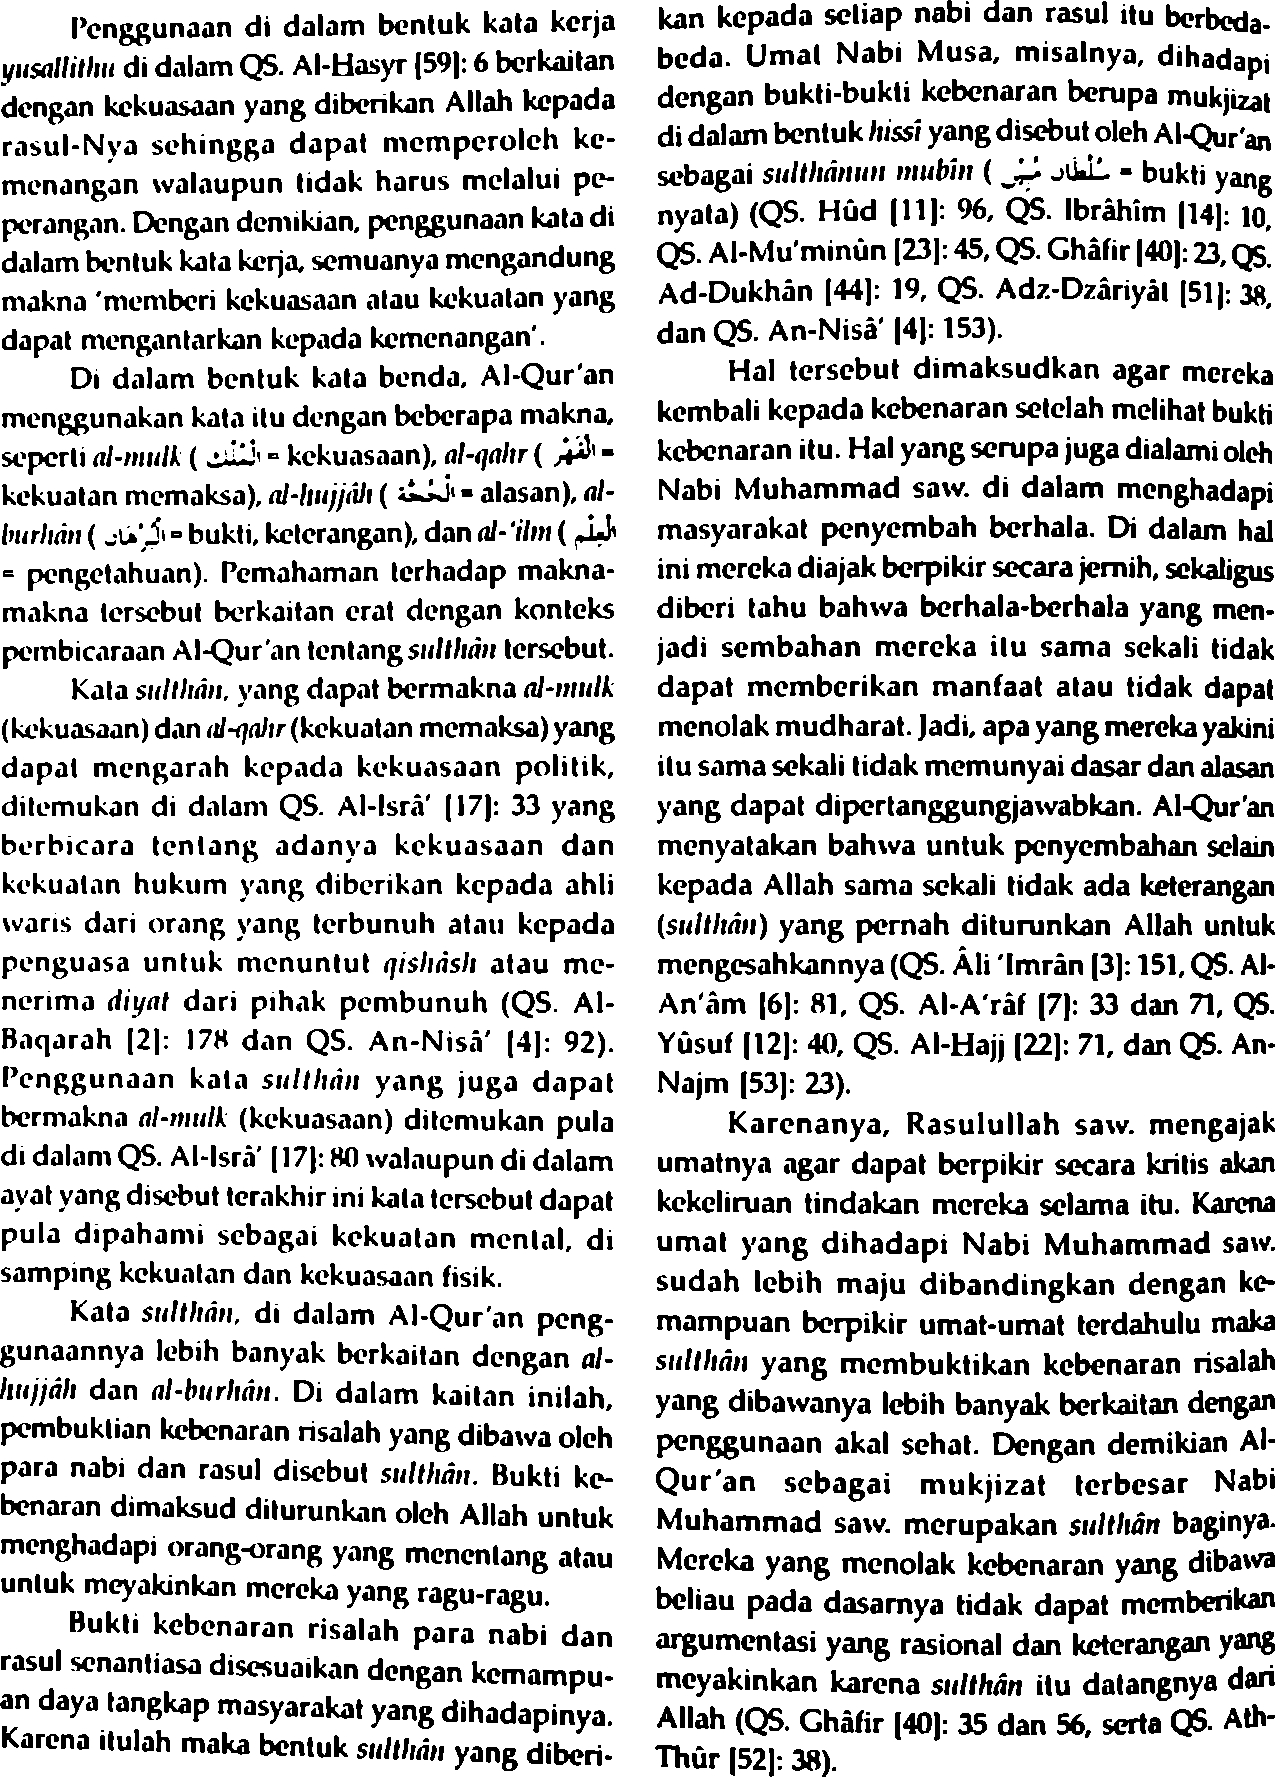 Penggunaan di dalam bentuk kata kerja
yusallithu di dalam QS. Al-Hasyr [59]: 6 berkaitan
dengan kekuasaan yang diberikan Allah kepada
rasul-Nya sehingga dapat memperoleh ke-
menangan walaupun tidak harus melalui pe-
perangan. Dengan demikian, penggunaan kata di
dalam bentuk kata kerja, semuanya mengandung
makna 'memberi kekuasaan atau kekuatan yang
dapat mengantarkan kepada kemenangan'.
Di dalam bentuk kata benda, Al-Qur'an
menggunakan kata itu dengan beberapa makna,
seperti al-mulk ( الْمُلْك = kekuasaan), al-qahr ( الْقَهْرُ =
kekuatan memaksa), al-hujjâh ( الْحُجَّةُ = alasan), al-
burhân ( الْبُرْهَانُ = bukti, keterangan), dan al-'ilm ( الْعِلْمُ
= pengetahuan). Pemahaman terhadap makna-
makna tersebut berkaitan erat dengan konteks
pembicaraan Al-Qur'an tentang sulthân tersebut.
Kata sulthân, yang dapat bermakna al-mulk
(kekuasaan) dan al-qahr (kekuatan memaksa) yang
dapat mengarah kepada kekuasaan politik,
ditemukan di dalam QS. Al-Isrâ' [17]: 33 yang
berbicara tentang adanya kekuasaan dan
kekuatan hukum yang diberikan kepada ahli
waris dari orang yang terbunuh atau kepada
penguasa untuk menuntut qishâsh atau me-
nerima diyat dari pihak pembunuh (QS. Al-
Baqarah [2]: 178 dan QS. An-Nisâ' [4]: 92).
Penggunaan kata sulthân yang juga dapat
bermakna al-mulk (kekuasaan) ditemukan pula
di dalam QS. Al-Isrâ' [17]: 80 walaupun di dalam
ayat yang disebut terakhir ini kata tersebut dapat
pula dipahami sebagai kekuatan mental, di
samping kekuatan dan kekuasaan fisik.
Kata sulthân, di dalam Al-Qur'an peng-
gunaannya lebih banyak berkaitan dengan al-
hujjâh dan al-burhân. Di dalam kaitan inilah,
pembuktian kebenaran risalah yang dibawa oleh
para nabi dan rasul disebut sulthân. Bukti ke-
benaran dimaksud diturunkan oleh Allah untuk
menghadapi orang-orang yang menentang atau
untuk meyakinkan mereka yang ragu-ragu.
Bukti kebenaran risalah para nabi dan
rasul senantiasa disesuaikan dengan kemampu-
an daya tangkap masyarakat yang dihadapinya.
Karena itulah maka bentuk sulthân yang diberi-
kan kepada setiap nabi dan rasul itu berbeda-
beda. Umat Nabi Musa, misalnya, dihadapi
dengan bukti-bukti kebenaran berupa mukjizat
di dalam bentuk hissî yang disebut oleh Al-Qur'an
sebagai sulthânun mubîn ( سُلْطَان مُبِيْن = bukti yang
nyata) (QS. Hûd [11]: 96, QS. Ibrâhîm [14]: 10,
QS. Al-Mu'minûn [23]: 45, QS. Ghâfir [40]: 23, QS.
Ad-Dukhân [44]: 19, QS. Adz-Dzâriyât [51]: 38,
dan QS. An-Nisâ' [4]: 153).
Hal tersebut dimaksudkan agar mereka
kembali kepada kebenaran setelah melihat bukti
kebenaran itu. Hal yang serupa juga dialami oleh
Nabi Muhammad saw. di dalam menghadapi
masyarakat penyembah berhala. Di dalam hal
ini mereka diajak berpikir secara jernih, sekaligus
diberi tahu bahwa berhala-berhala yang men-
jadi sembahan mereka itu sama sekali tidak
dapat memberikan manfaat atau tidak dapat
menolak mudharat. Jadi, apa yang mereka yakini
itu sama sekali tidak memunyai dasar dan alasan
yang dapat dipertanggungjawabkan. Al-Qur'an
menyatakan bahwa untuk penyembahan selain
kepada Allah sama sekali tidak ada keterangan
(sulthân) yang pernah diturunkan Allah untuk
mengesahkannya (QS. Âli 'Imrân [3]: 151, QS. Al-
An'âm [6]: 81, QS. Al-A'râf [7]: 33 dan 71, QS.
Yûsuf [12]: 40, QS. Al-Hajj [22]: 71, dan QS. An-
Najm [53]: 23).
Karenanya, Rasulullah saw. mengajak
umatnya agar dapat berpikir secara kritis akan
kekeliruan tindakan mereka selama itu. Karena
umat yang dihadapi Nabi Muhammad saw.
sudah lebih maju dibandingkan dengan ke-
mampuan berpikir umat-umat terdahulu maka
sulthân yang membuktikan kebenaran risalah
yang dibawanya lebih banyak berkaitan dengan
penggunaan akal sehat. Dengan demikian Al-
Qur'an sebagai mukjizat terbesar Nabi
Muhammad saw. merupakan sulthân baginya.
Mereka yang menolak kebenaran yang dibawa
beliau pada dasarnya tidak dapat memberikan
argumentasi yang rasional dan keterangan yang
meyakinkan karena sulthân itu datangnya dari
Allah (QS. Ghâfir [40]: 35 dan 56, serta QS. Ath-
Thûr [52]: 38).